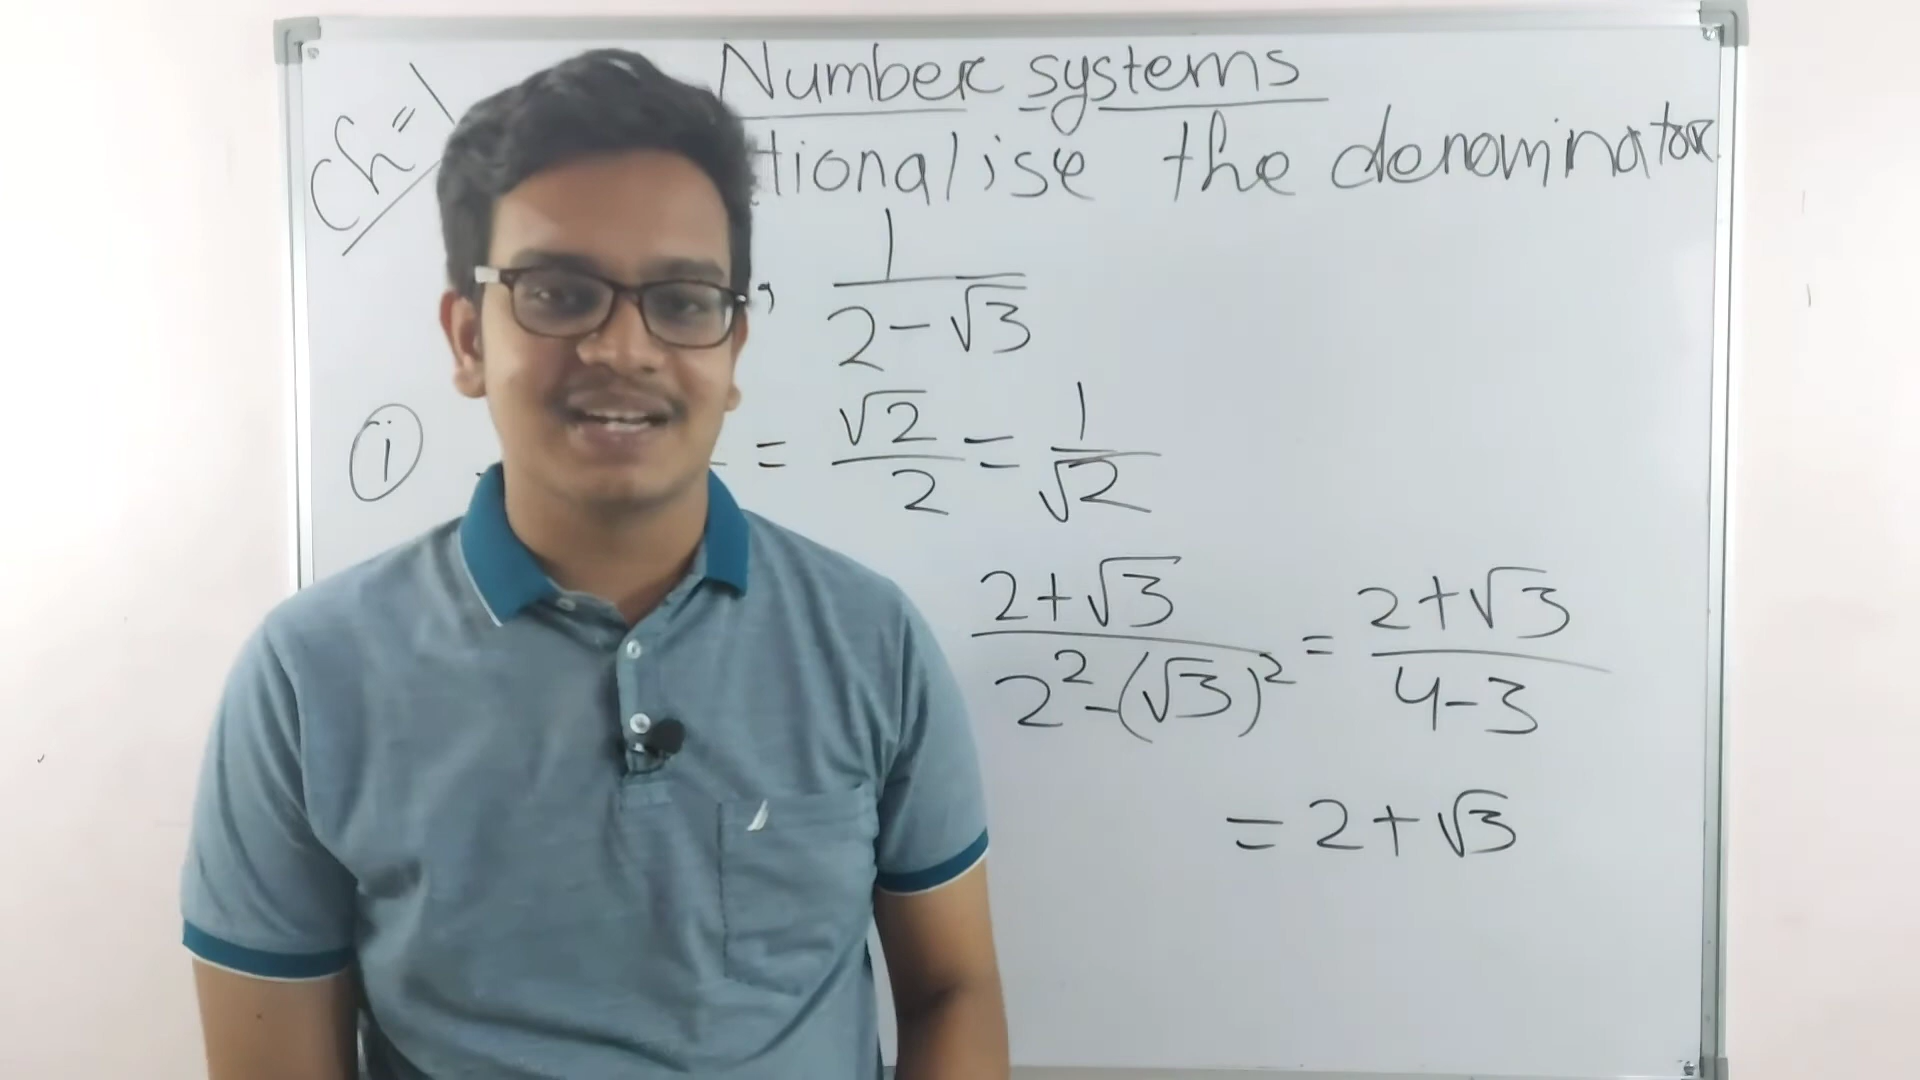 Ch=1
Number systems
tionalise the denominator
, 1/(2-√3)
(i) = √2/2 = 1/√2
(2+√3)/(2²-(√3)²) = (2+√3)/(4-3)
= 2+√3